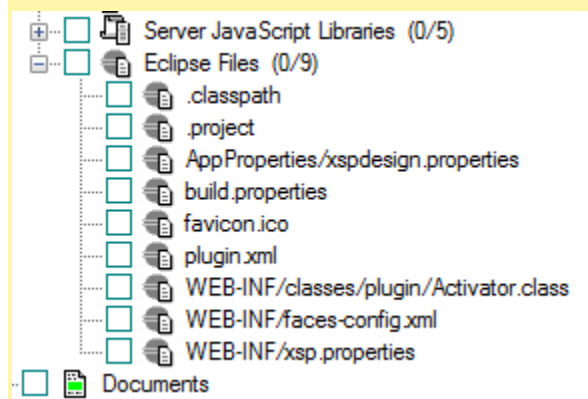 Server JavaScript Libraries (0/5)
Eclipse Files (0/9)
.classpath
.project
AppProperties/xspdesign.properties
build.properties
favicon.ico
plugin.xml
WEB-INF/classes/plugin/Activator.class
WEB-INF/faces-config.xml
WEB-INF/xsp.properties
Documents